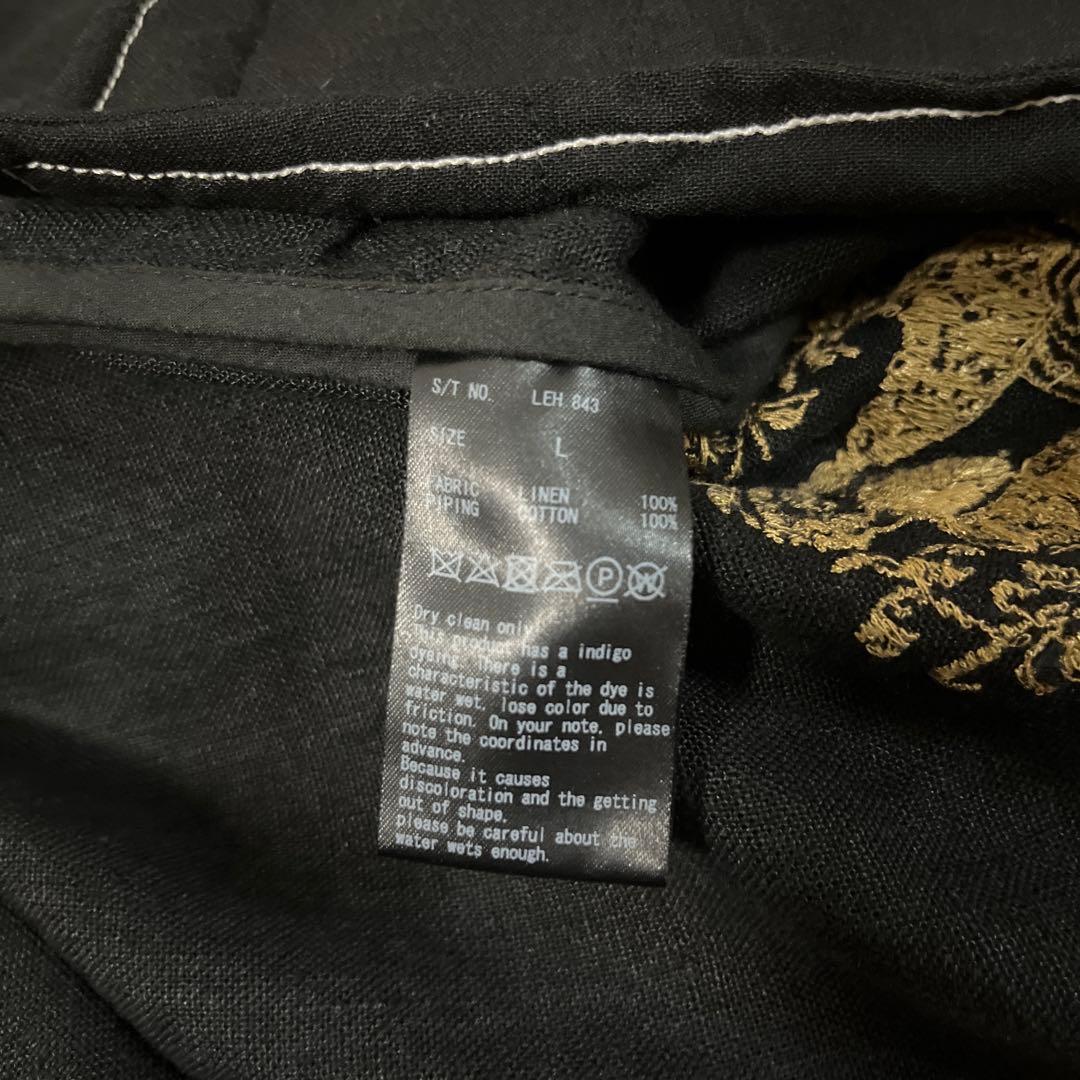 S/T NO. LEH 843
SIZE L
FABRIC LINEN 100%
PIPING COTTON 100%
P W
Dry clean only
This product has a indigo
dying. There is a
characteristic of the dye is
water wet, lose color due to
friction. On your note, please
note the coordinates in
advance.
Because it causes
discoloration and the getting
out of shape,
please be careful about the
water wets enough.